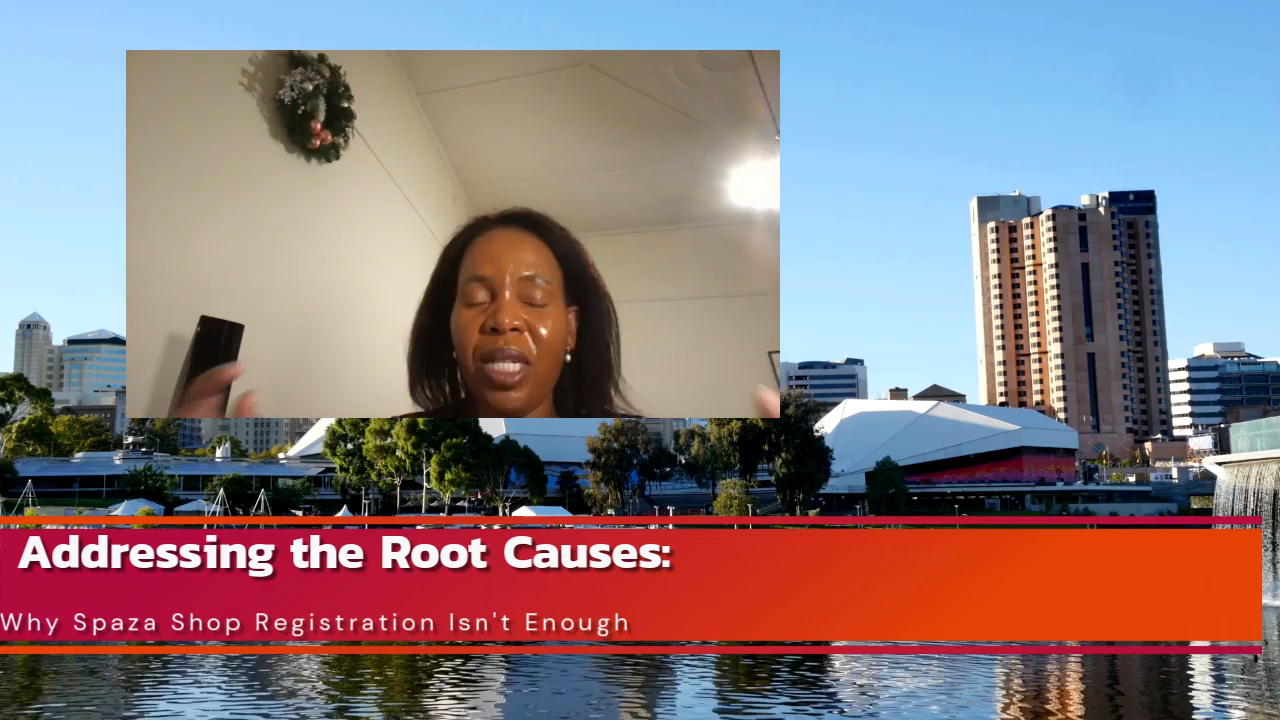 Addressing the Root Causes:
Why Spaza Shop Registration Isn't Enough